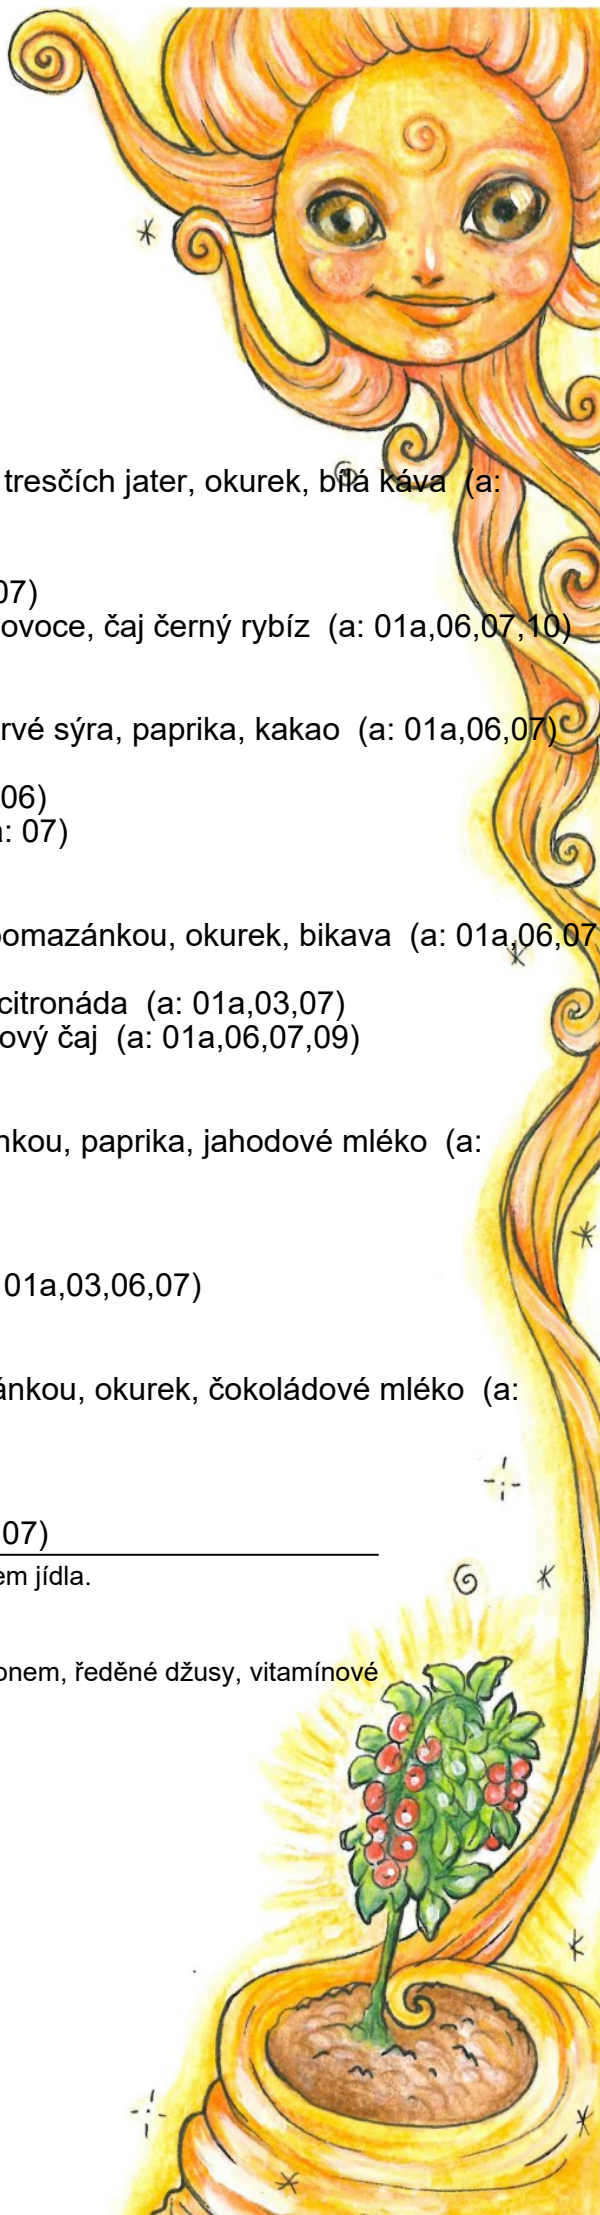 tresčích jater, okurek, bílá káva (a:
07)
ovoce, čaj černý rybíz (a: 01a,06,07,10)
rvé sýra, paprika, kakao (a: 01a,06,07)
06)
a: 07)
pomazánkou, okurek, bikava (a: 01a,06,07
citronáda (a: 01a,03,07)
ový čaj (a: 01a,06,07,09)
nkou, paprika, jahodové mléko (a:
01a,03,06,07)
ánkou, okurek, čokoládové mléko (a:
07)
em jídla.
onem, ředěné džusy, vitamínové